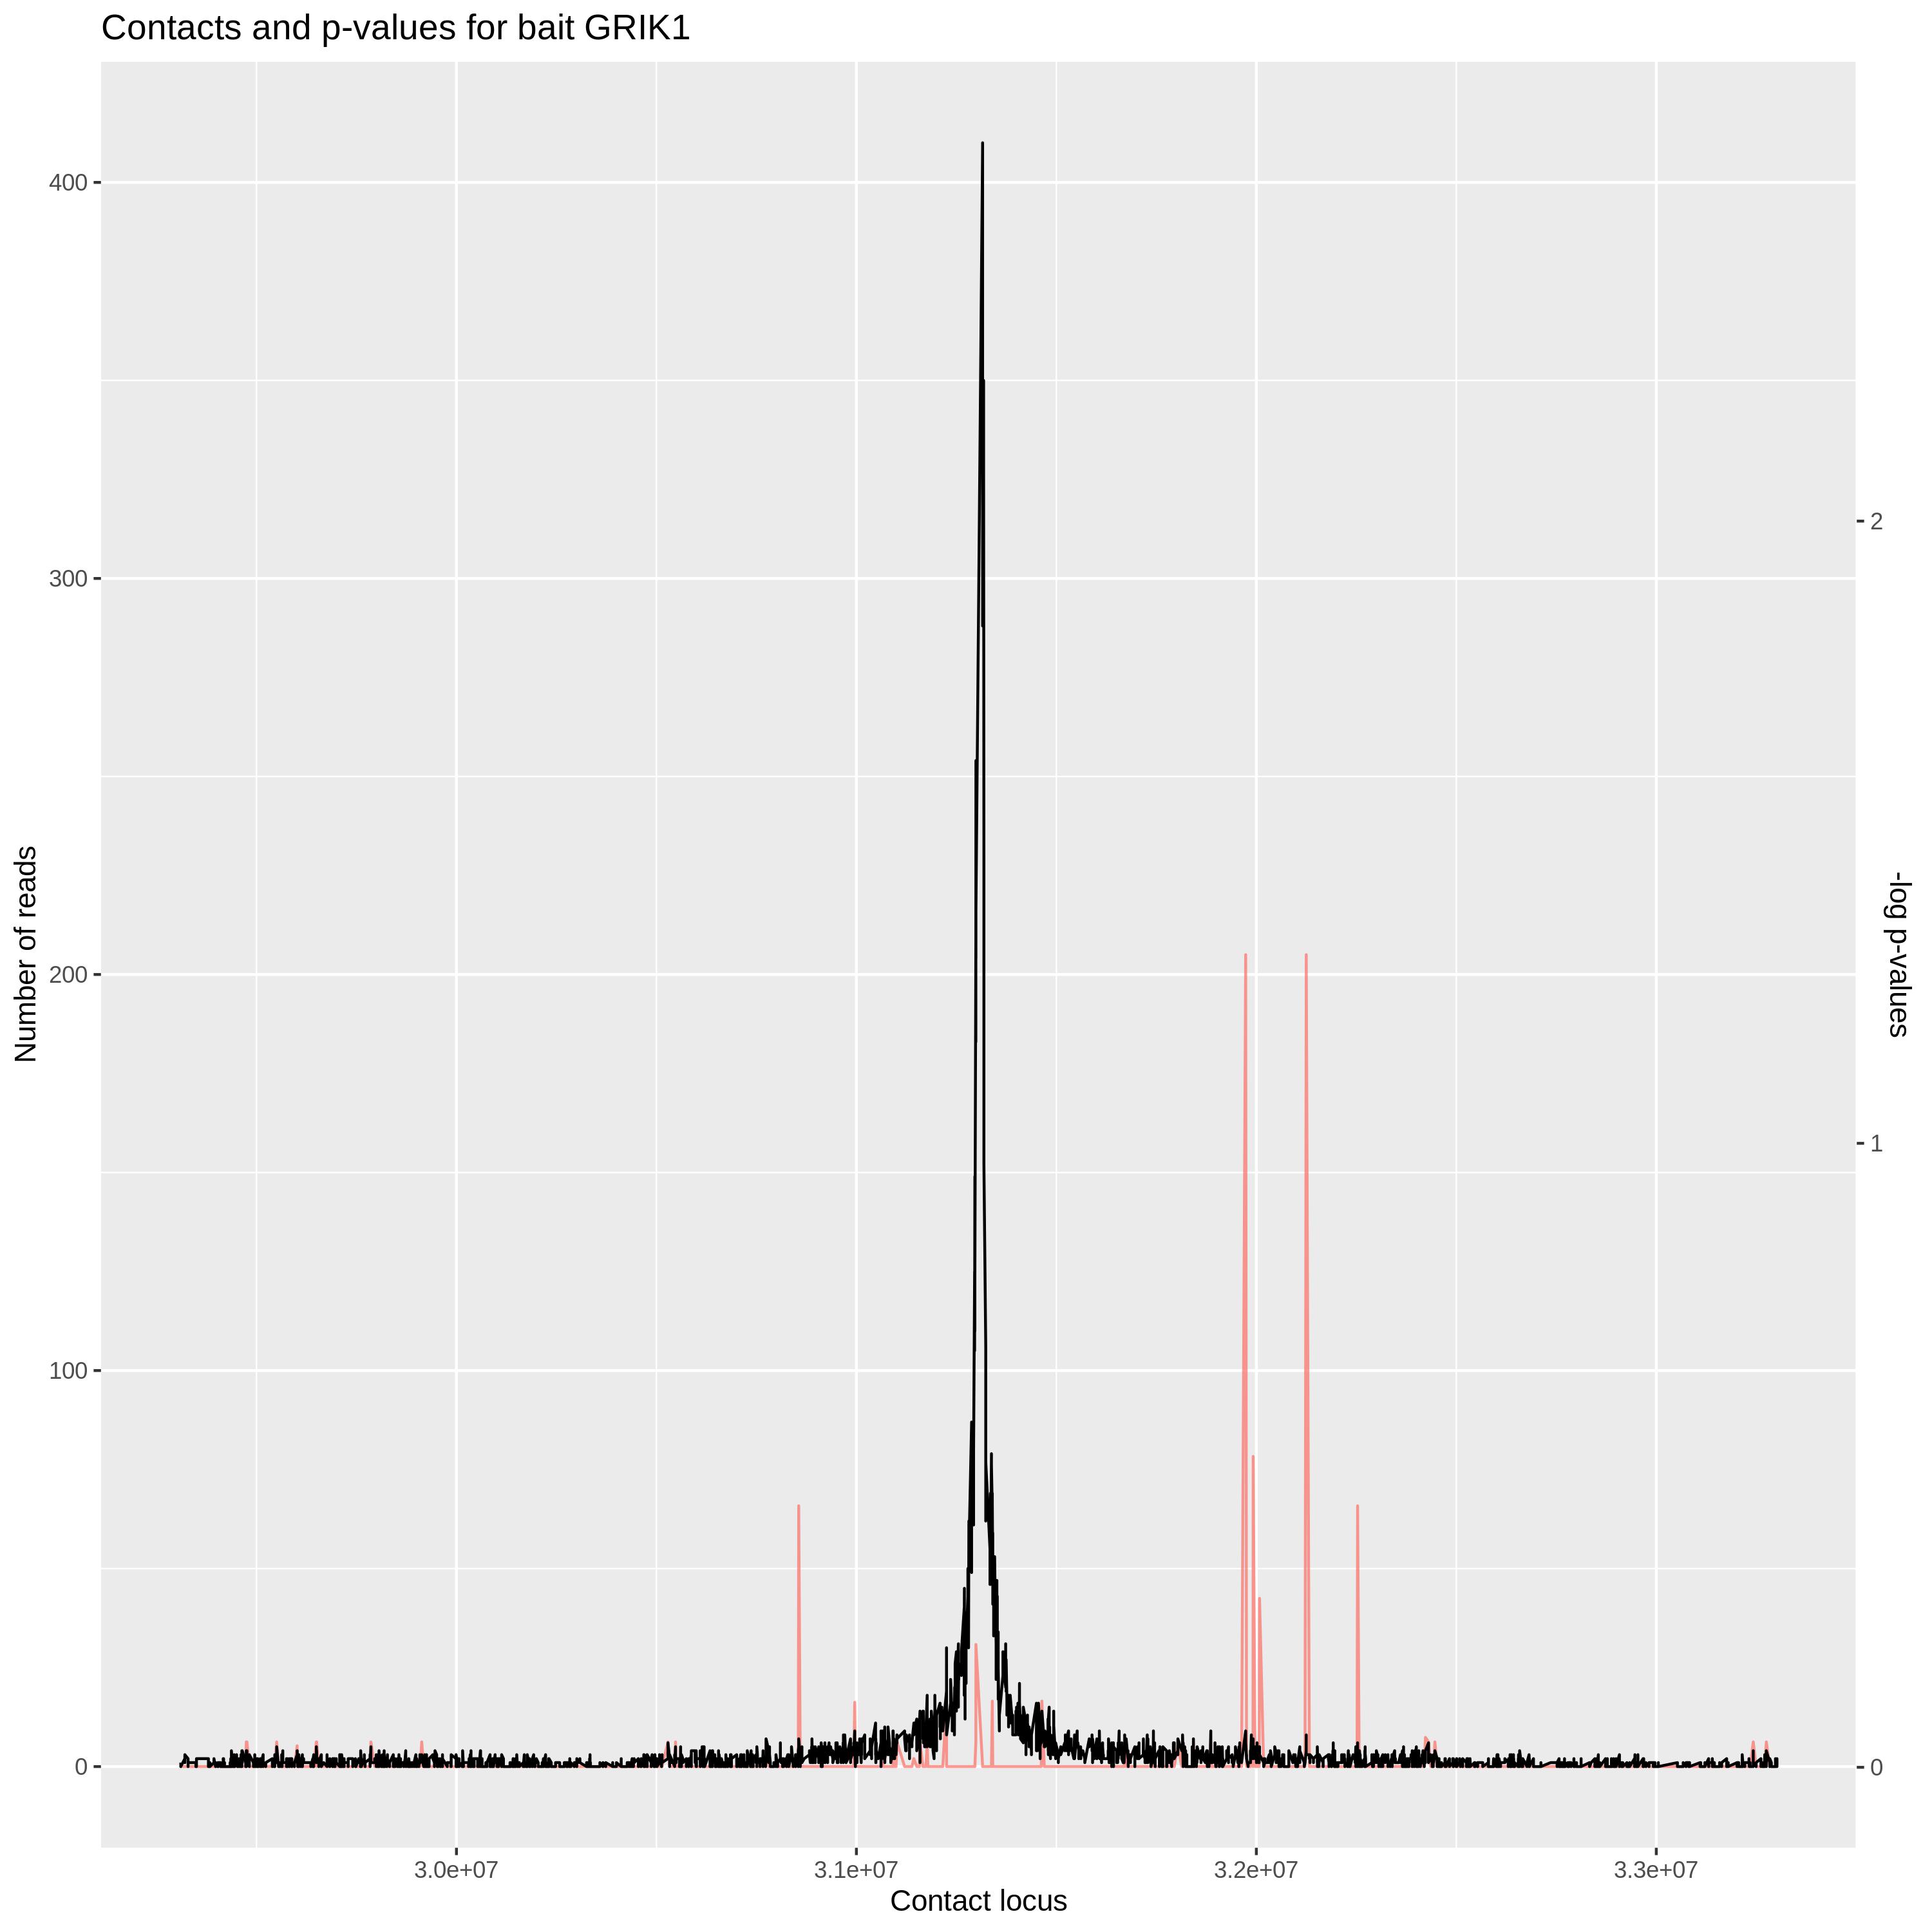 Contacts and p-values for bait GRIK1
400
300
200
100
0
Number of reads
2
1
0
-log p-values
3.0e+07
3.1e+07
3.2e+07
3.3e+07
Contact locus